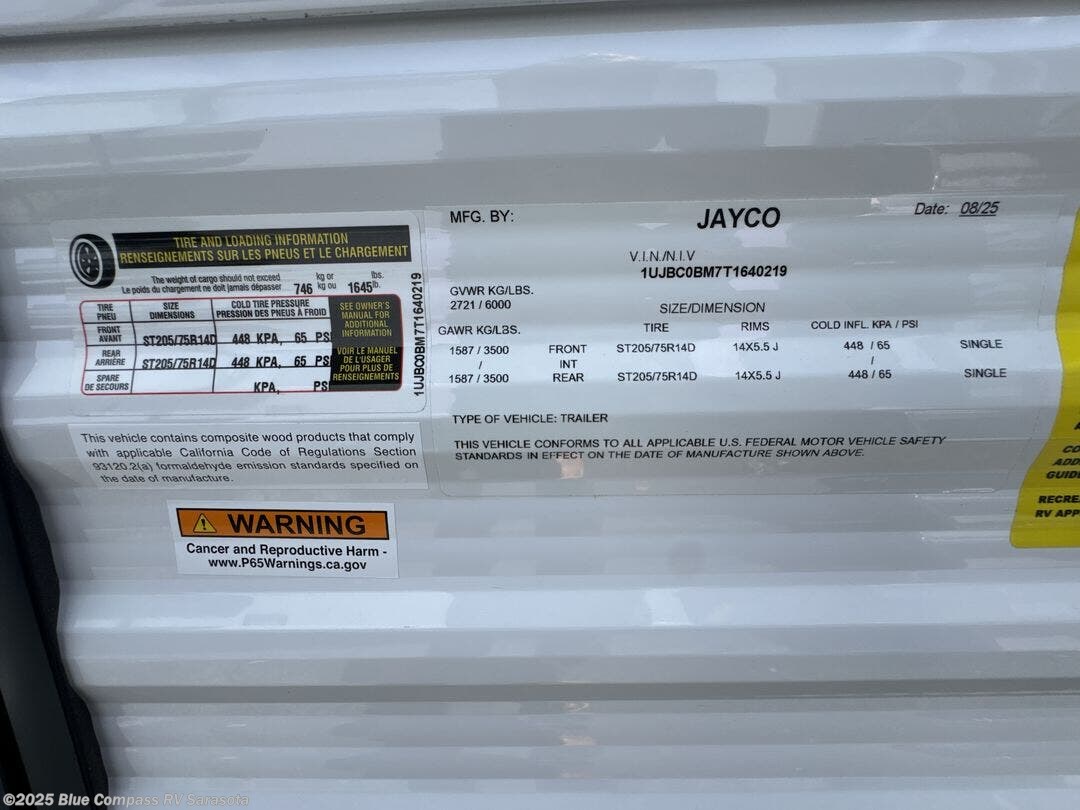 TIRE AND LOADING INFORMATION
RENSEIGNEMENTS SUR LES PNEUS ET LE CHARGEMENT
The weight of cargo should not exceed
Le poids du chargement ne doit jamais dépasser
746 kg or kg ou 1645 lbs. lb.
TIRE PNEU SIZE DIMENSIONS COLD TIRE PRESSURE PRESSION DES PNEUS À FROID
FRONT AVANT ST205/75R14D 448 KPA, 65 PSI
REAR ARRIÈRE ST205/75R14D 448 KPA, 65 PSI
SPARE DE SECOURS KPA, PS
SEE OWNER'S
MANUAL FOR
ADDITIONAL
INFORMATION
VOIR LE MANUEL
DE L'USAGER
POUR PLUS DE
RENSEIGNEMENTS
1UJBC0BM7T1640219
MFG. BY: JAYCO Date: 08/25
V.I.N./N.I.V
1UJBC0BM7T1640219
GVWR KG/LBS.
2721 / 6000
SIZE/DIMENSION
GAWR KG/LBS. TIRE RIMS COLD INFL. KPA / PSI
1587 / 3500 FRONT ST205/75R14D 14X5.5 J 448 / 65 SINGLE
/ INT /
1587 / 3500 REAR ST205/75R14D 14X5.5 J 448 / 65 SINGLE
TYPE OF VEHICLE: TRAILER
THIS VEHICLE CONFORMS TO ALL APPLICABLE U.S. FEDERAL MOTOR VEHICLE SAFETY
STANDARDS IN EFFECT ON THE DATE OF MANUFACTURE SHOWN ABOVE.
This vehicle contains composite wood products that comply
with applicable California Code of Regulations Section
93120.2(a) formaldehyde emission standards specified on
the date of manufacture.
WARNING
Cancer and Reproductive Harm -
www.P65Warnings.ca.gov
A
CO
ADD
GUIDE
RECRE
RV APP
©2025 Blue Compass RV Sarasota